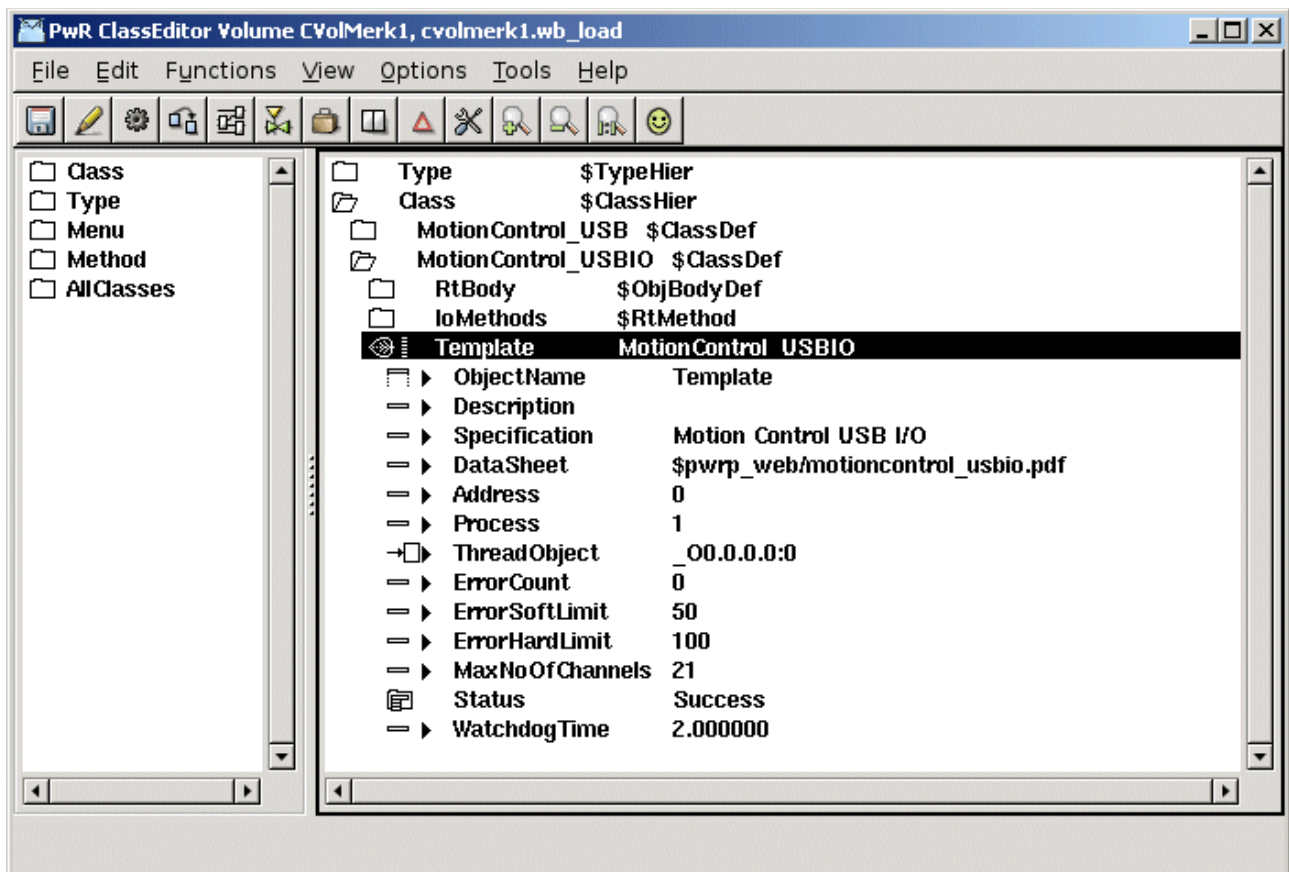 PwR ClassEditor Volume CVolMerk1, cvolmerk1.wb_load
File Edit Functions View Options Tools Help
Class
Type
Menu
Method
AllClasses
Type $TypeHier
Class $ClassHier
MotionControl_USB $ClassDef
MotionControl_USBIO $ClassDef
RtBody $ObjBodyDef
IoMethods $RtMethod
Template MotionControl_USBIO
ObjectName Template
Description
Specification Motion Control USB I/O
DataSheet $pwrp_web/motioncontrol_usbio.pdf
Address 0
Process 1
ThreadObject _O0.0.0.0:0
ErrorCount 0
ErrorSoftLimit 50
ErrorHardLimit 100
MaxNoOfChannels 21
Status Success
WatchdogTime 2.000000